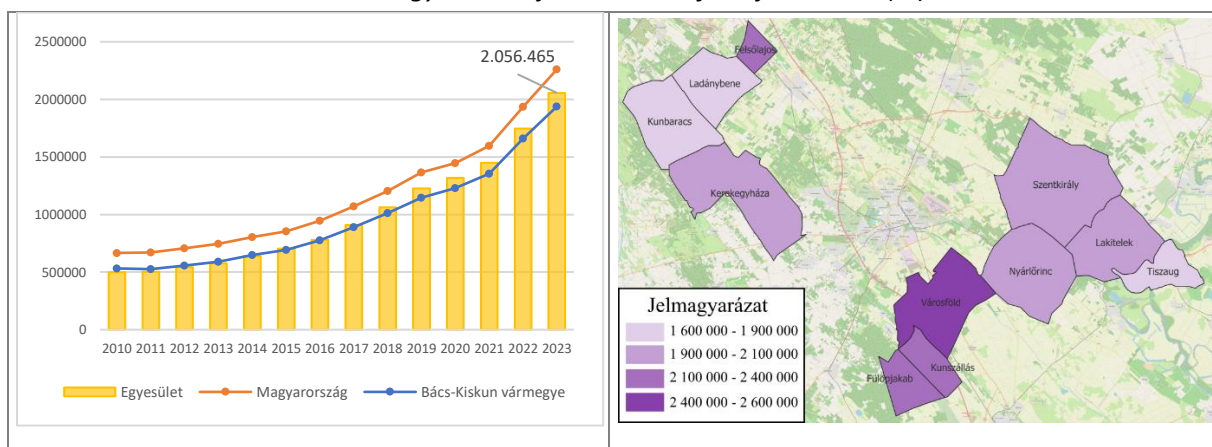 2500000
2.056.465
2000000
1500000
1000000
500000
0
2010 2011 2012 2013 2014 2015 2016 2017 2018 2019 2020 2021 2022 2023
Egyesület Magyarország Bács-Kiskun vármegye
Felsőlajos
Ladánybene
Kunbaracs
Kerekegyháza
Szentkirály
Lakitelek
Nyárlőrinc
Tiszaug
Városföld
Kunszállás
Fülöpjakab
Jelmagyarázat
1 600 000 - 1 900 000
1 900 000 - 2 100 000
2 100 000 - 2 400 000
2 400 000 - 2 600 000